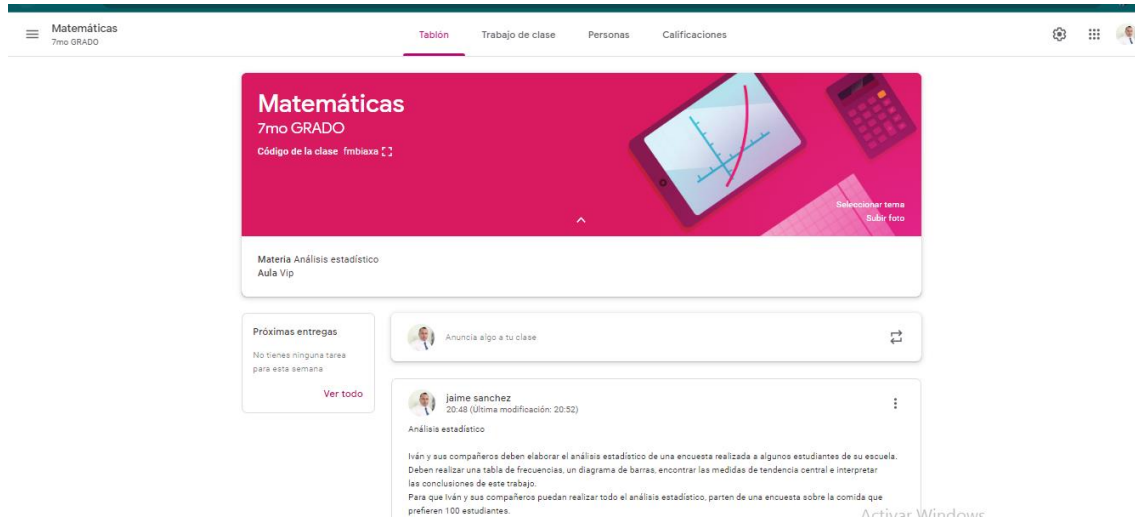 Matemáticas
7mo GRADO
Tablón
Trabajo de clase
Personas
Calificaciones
Matemáticas
7mo GRADO
Código de la clase fmbiaxa
Seleccionar tema
Subir foto
Materia Análisis estadístico
Aula Vip
Próximas entregas
No tienes ninguna tarea
para esta semana
Ver todo
Anuncia algo a tu clase
jaime sanchez
20:48 (Última modificación: 20:52)
Análisis estadístico
Iván y sus compañeros deben elaborar el análisis estadístico de una encuesta realizada a algunos estudiantes de su escuela.
Deben realizar una tabla de frecuencias, un diagrama de barras, encontrar las medidas de tendencia central e interpretar
las conclusiones de este trabajo.
Para que Iván y sus compañeros puedan realizar todo el análisis estadístico, parten de una encuesta sobre la comida que
prefieren 100 estudiantes.
Activar Windows